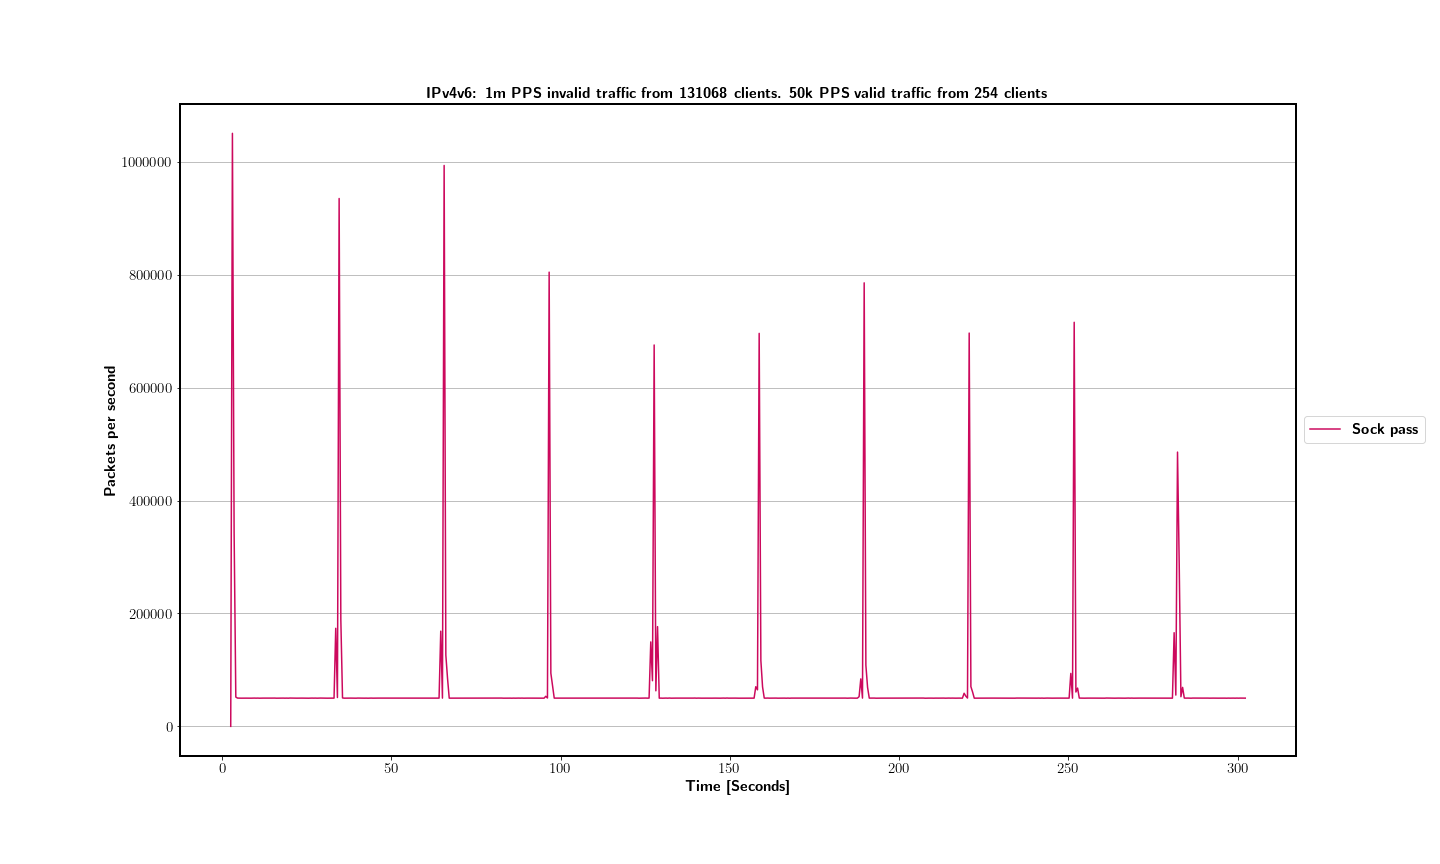 IPv4v6: 1m PPS invalid traffic from 131068 clients. 50k PPS valid traffic from 254 clients
1000000
800000
600000
400000
200000
0
Packets per second
0 50 100 150 200 250 300
Time [Seconds]
Sock pass